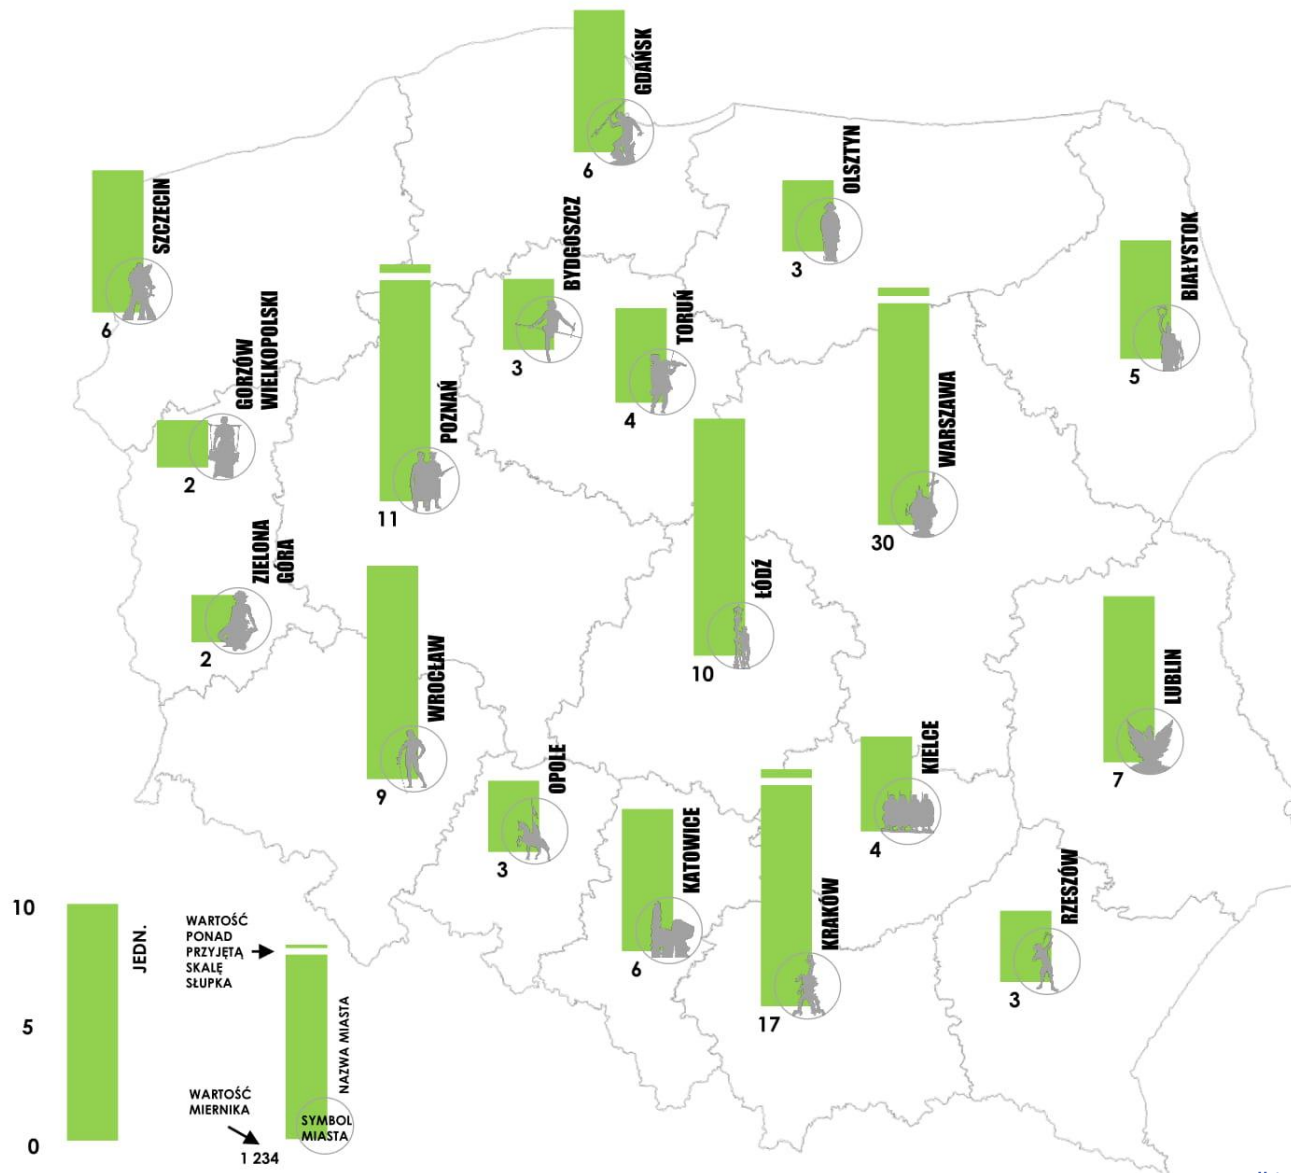 GDAŃSK
6
OLSZTYN
3
SZCZECIN
6
BYDGOSZCZ
3
BIAŁYSTOK
5
TORUŃ
4
GORZÓW
WIELKOPOLSKI
2
POZNAŃ
11
WARSZAWA
30
ZIELONA
GÓRA
2
ŁÓDŹ
10
WROCŁAW
9
LUBLIN
7
OPOLE
3
KIELCE
4
KATOWICE
6
KRAKÓW
17
RZESZÓW
3
10
5
0
JEDN.
WARTOŚĆ
PONAD
PRZYJĘTĄ
SKALĘ
SŁUPKA
NAZWA MIASTA
WARTOŚĆ
MIERNIKA
SYMBOL
MIASTA
1 234